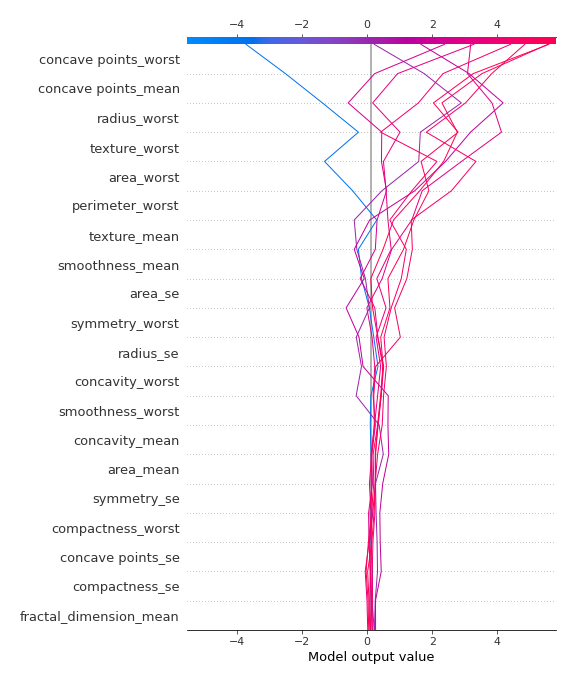 −4 −2 0 2 4
concave points_worst
concave points_mean
radius_worst
texture_worst
area_worst
perimeter_worst
texture_mean
smoothness_mean
area_se
symmetry_worst
radius_se
concavity_worst
smoothness_worst
concavity_mean
area_mean
symmetry_se
compactness_worst
concave points_se
compactness_se
fractal_dimension_mean
−4 −2 0 2 4
Model output value